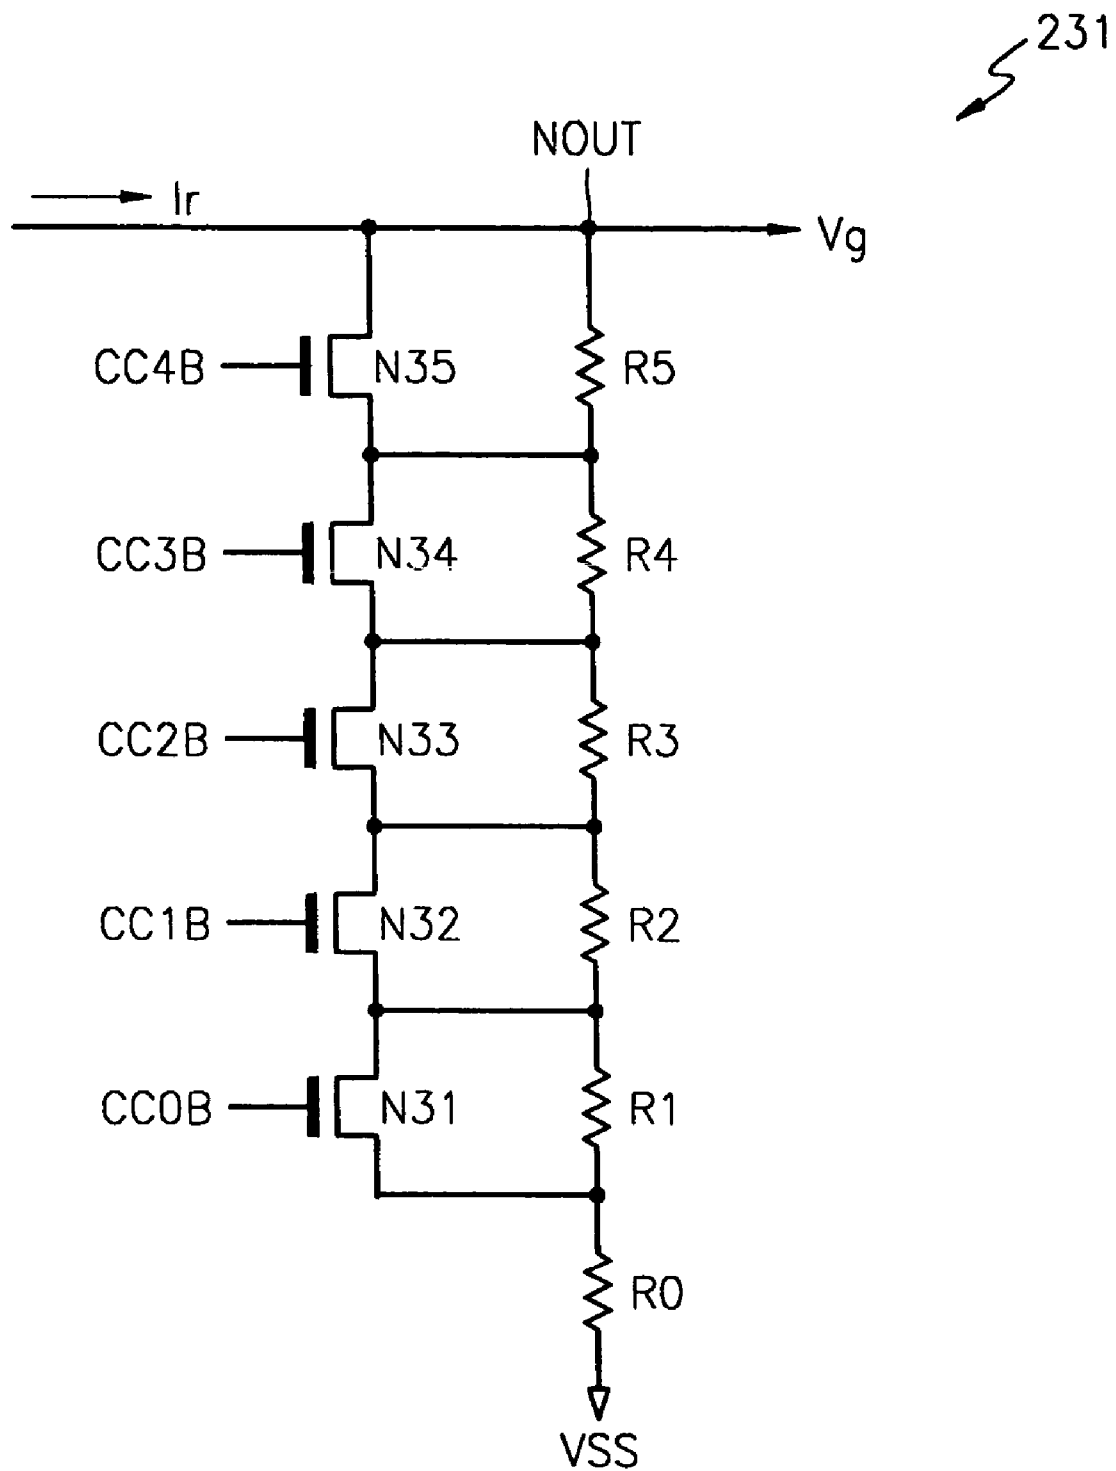 231
NOUT
Ir
Vg
CC4B N35 R5
CC3B N34 R4
CC2B N33 R3
CC1B N32 R2
CC0B N31 R1
R0
VSS